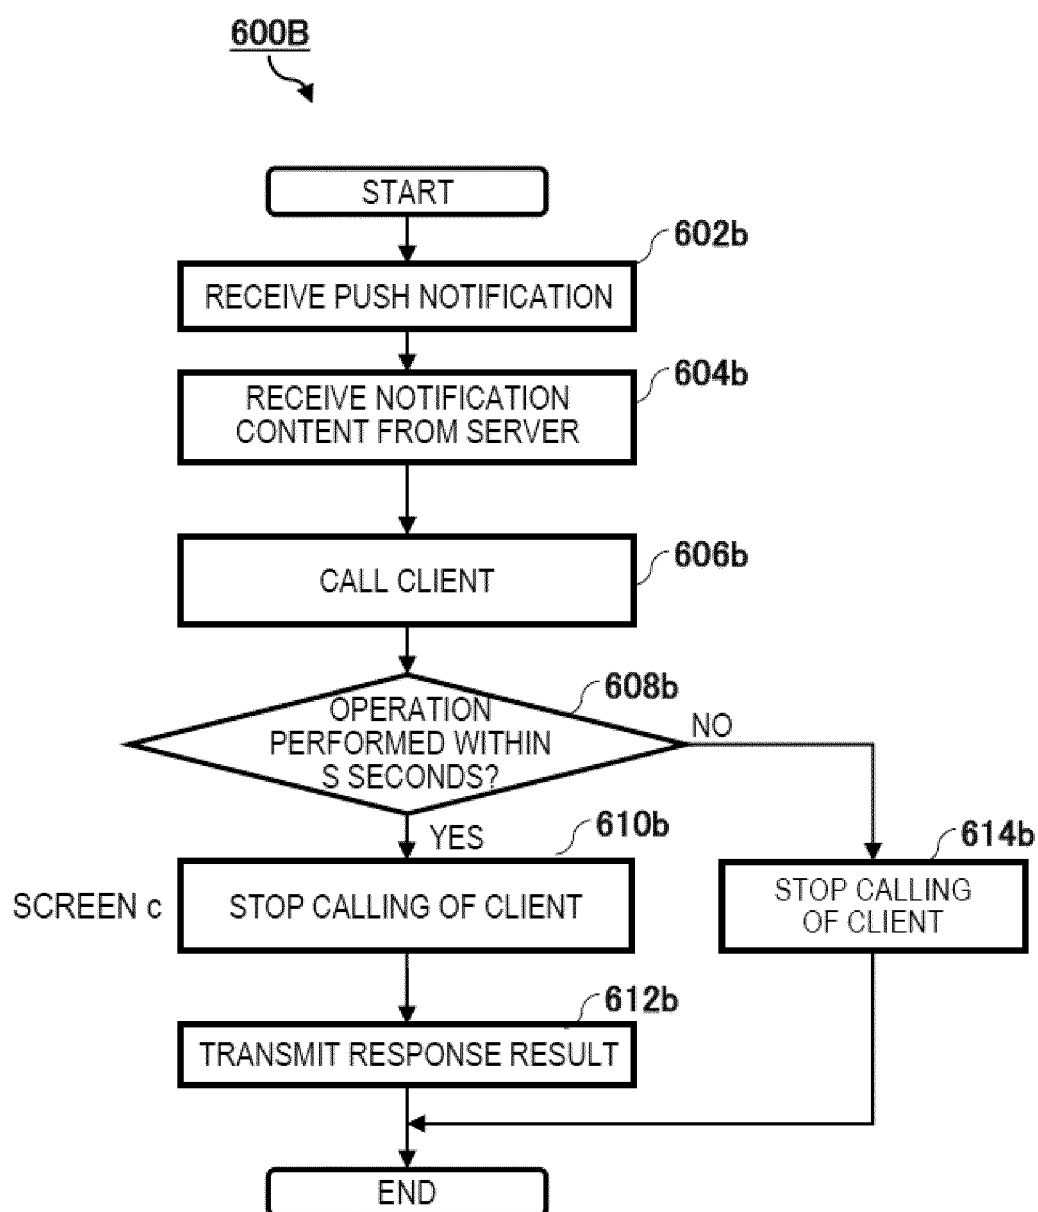 600B
START
602b
RECEIVE PUSH NOTIFICATION
604b
RECEIVE NOTIFICATION
CONTENT FROM SERVER
606b
CALL CLIENT
608b
OPERATION
PERFORMED WITHIN
S SECONDS?
NO
YES
610b
614b
SCREEN c
STOP CALLING OF CLIENT
STOP CALLING
OF CLIENT
612b
TRANSMIT RESPONSE RESULT
END